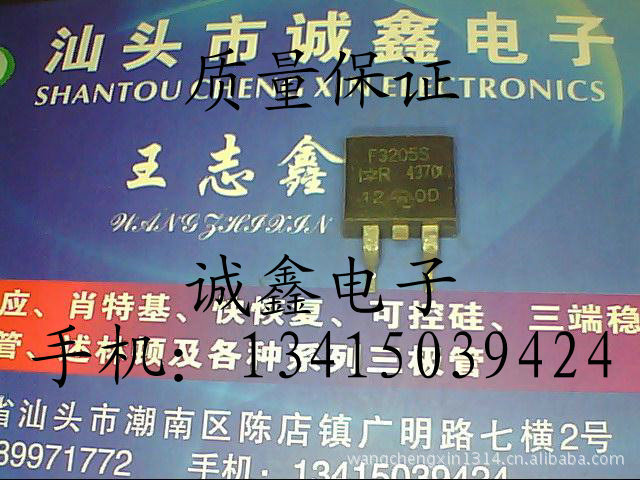 汕头市诚鑫电子
SHANTOU CHENG XIN ELECTRONICS
质量保证
王志鑫
WANGZHIXIN
F3205S
IR 4370
12 0D
诚鑫电子
应、肖特基、快恢复、可控硅、三端稳
管、达林顿及各种系列三极管
手机：13415039424
省汕头市潮南区陈店镇广明路七横2号
89971772 手机：13415039424
wangchengxin1314.cn.alibaba.com